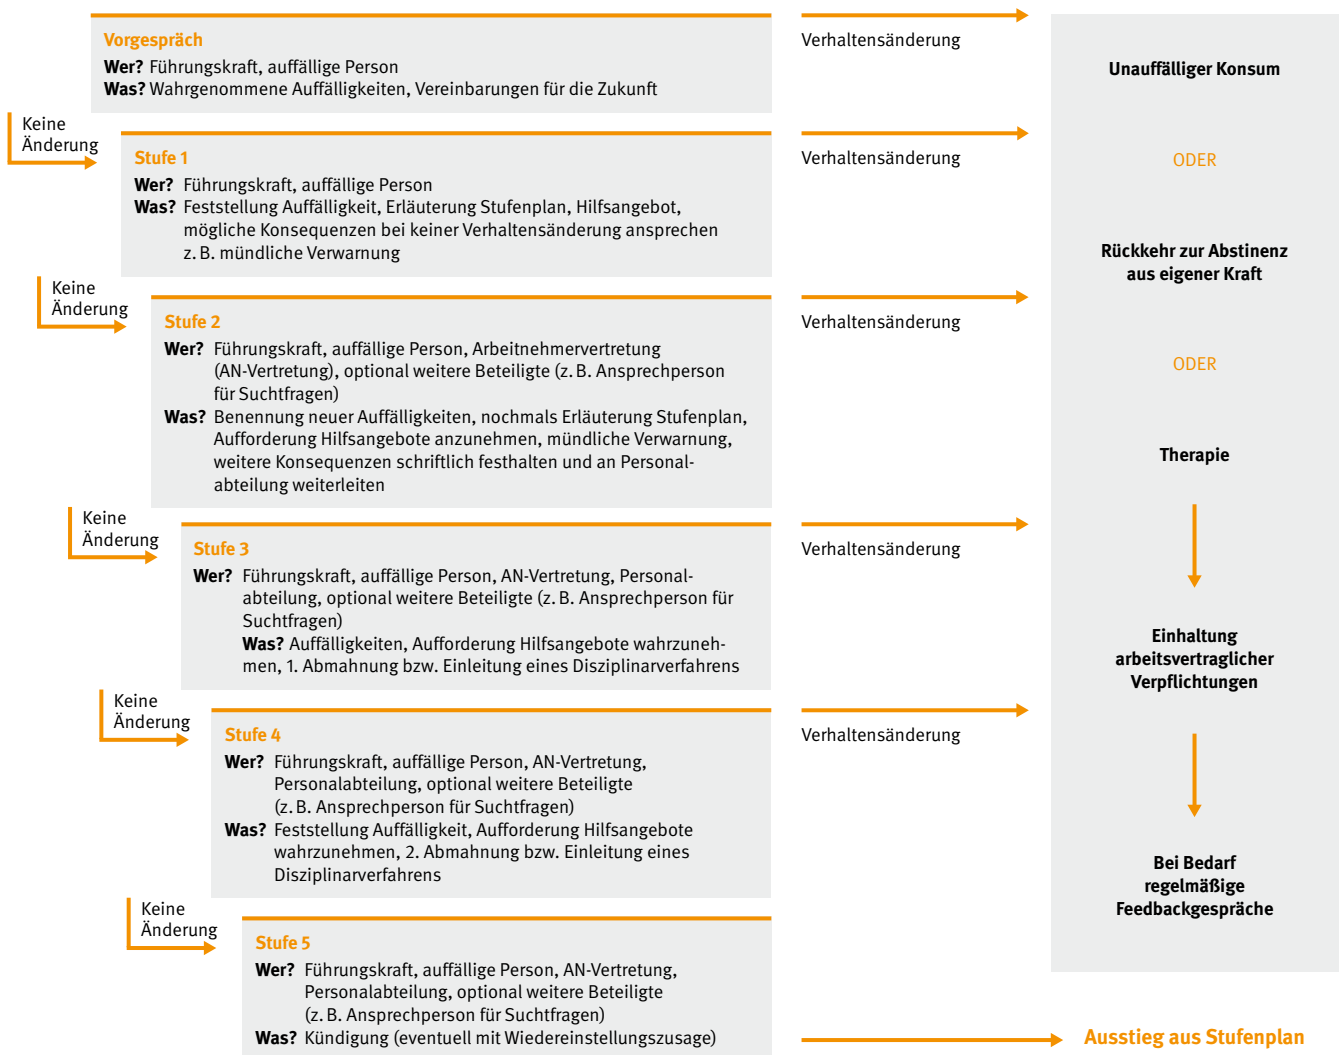 Vorgespräch
Wer? Führungskraft, auffällige Person
Was? Wahrgenommene Auffälligkeiten, Vereinbarungen für die Zukunft
Verhaltensänderung
Keine
Änderung
Stufe 1
Wer? Führungskraft, auffällige Person
Was? Feststellung Auffälligkeit, Erläuterung Stufenplan, Hilfsangebot,
mögliche Konsequenzen bei keiner Verhaltensänderung ansprechen
z. B. mündliche Verwarnung
Verhaltensänderung
Keine
Änderung
Stufe 2
Wer? Führungskraft, auffällige Person, Arbeitnehmervertretung
(AN-Vertretung), optional weitere Beteiligte (z. B. Ansprechperson
für Suchtfragen)
Was? Benennung neuer Auffälligkeiten, nochmals Erläuterung Stufenplan,
Aufforderung Hilfsangebote anzunehmen, mündliche Verwarnung,
weitere Konsequenzen schriftlich festhalten und an Personal-
abteilung weiterleiten
Verhaltensänderung
Keine
Änderung
Stufe 3
Wer? Führungskraft, auffällige Person, AN-Vertretung, Personal-
abteilung, optional weitere Beteiligte (z. B. Ansprechperson für
Suchtfragen)
Was? Auffälligkeiten, Aufforderung Hilfsangebote wahrzuneh-
men, 1. Abmahnung bzw. Einleitung eines Disziplinarverfahrens
Verhaltensänderung
Keine
Änderung
Stufe 4
Wer? Führungskraft, auffällige Person, AN-Vertretung,
Personalabteilung, optional weitere Beteiligte
(z. B. Ansprechperson für Suchtfragen)
Was? Feststellung Auffälligkeit, Aufforderung Hilfsangebote
wahrzunehmen, 2. Abmahnung bzw. Einleitung eines
Disziplinarverfahrens
Verhaltensänderung
Keine
Änderung
Stufe 5
Wer? Führungskraft, auffällige Person, AN-Vertretung,
Personalabteilung, optional weitere Beteiligte
(z. B. Ansprechperson für Suchtfragen)
Was? Kündigung (eventuell mit Wiedereinstellungszusage)
Unauffälliger Konsum
ODER
Rückkehr zur Abstinenz
aus eigener Kraft
ODER
Therapie
Einhaltung
arbeitsvertraglicher
Verpflichtungen
Bei Bedarf
regelmäßige
Feedbackgespräche
Ausstieg aus Stufenplan